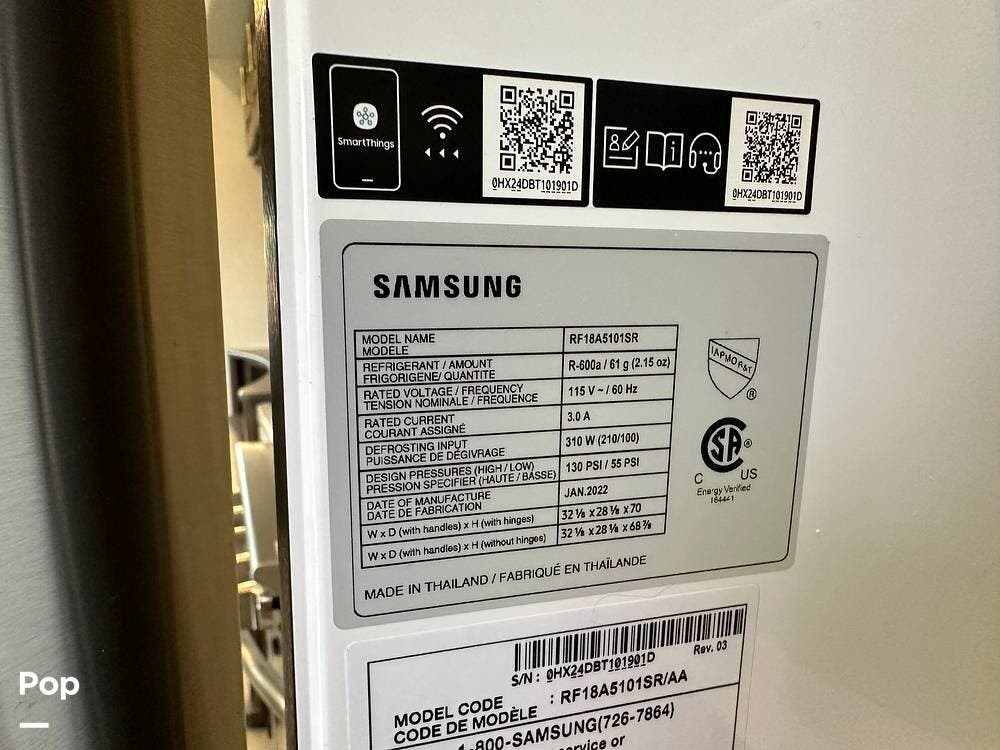 SmartThings
0HX24DBT101901D
0HX24DBT101901D
SAMSUNG
MODEL NAME
MODELE
RF18A5101SR
REFRIGERANT / AMOUNT
FRIGORIGENE/ QUANTITE
R-600a / 61 g (2.15 oz)
RATED VOLTAGE / FREQUENCY
TENSION NOMINALE / FREQUENCE
115 V ~ / 60 Hz
RATED CURRENT
COURANT ASSIGNÉ
3.0 A
DEFROSTING INPUT
PUISSANCE DE DÉGIVRAGE
310 W (210/100)
DESIGN PRESSURES (HIGH / LOW)
PRESSION SPECIFIER (HAUTE / BASSE)
130 PSI / 55 PSI
DATE OF MANUFACTURE
DATE DE FABRICATION
JAN.2022
W x D (with handles) x H (with hinges)
32 ⅛ x 28 ⅛ x 70
W x D (with handles) x H (without hinges)
32 ⅛ x 28 ⅛ x 68 ⅞
MADE IN THAILAND / FABRIQUÉ EN THAÏLANDE
IAPMO R&T
®
SA ®
C US
Energy Verified
S/N : 0HX24DBT101901D
Rev. 03
MODEL CODE
CODE DE MODÈLE : RF18A5101SR/AA
1-800-SAMSUNG(726-7864)
service or
Pop